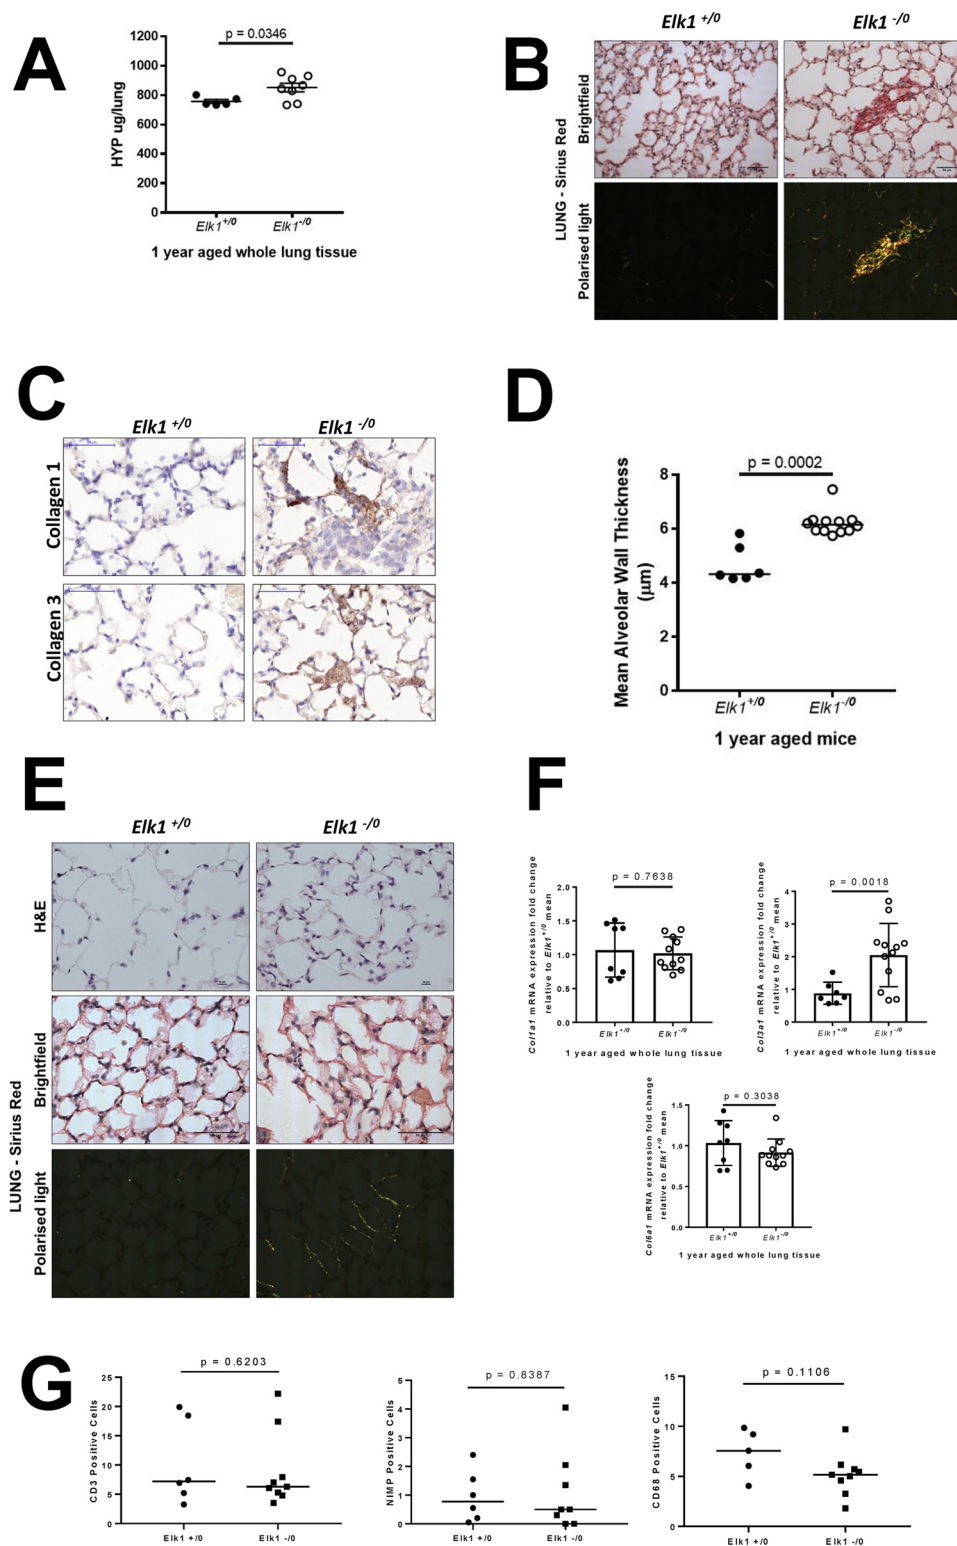 A
p = 0.0346
1200
1000
800
600
400
200
0
HYP ug/lung
Elk1+/0
Elk1-/0
1 year aged whole lung tissue
B
Elk1 +/0
Elk1 -/0
LUNG - Sirius Red
Brightfield
Polarised light
C
Elk1 +/0
Elk1 -/0
Collagen 1
Collagen 3
D
p = 0.0002
8
6
4
2
0
Mean Alveolar Wall Thickness
(µm)
Elk1+/0
Elk1-/0
1 year aged mice
E
Elk1 +/0
Elk1 -/0
H&E
LUNG - Sirius Red
Brightfield
Polarised light
F
p = 0.7638
2.0
1.5
1.0
0.5
0.0
Col1a1 mRNA expression fold change
relative to Elk1+/0 mean
Elk1+/0
Elk1-/0
1 year aged whole lung tissue
p = 0.0018
4
3
2
1
0
Col3a1 mRNA expression fold change
relative to Elk1+/0 mean
Elk1+/0
Elk1-/0
1 year aged whole lung tissue
p = 0.3038
1.5
1.0
0.5
0.0
Col6a1 mRNA expression fold change
relative to Elk1+/0 mean
Elk1+/0
Elk1-/0
1 year aged whole lung tissue
G
p = 0.6203
25
20
15
10
5
0
CD3 Positive Cells
Elk1 +/0
Elk1 -/0
p = 0.8387
5
4
3
2
1
0
NIMP Positive Cells
Elk1 +/0
Elk1 -/0
p = 0.1106
15
10
5
0
CD68 Positive Cells
Elk1 +/0
Elk1 -/0